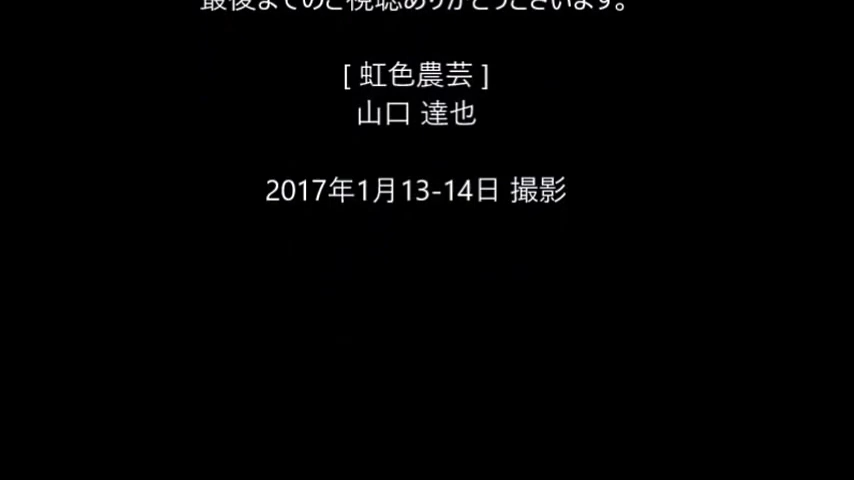 最後までのご視聴ありがとうございます。
[ 虹色農芸 ]
山口 達也
2017年1月13-14日 撮影